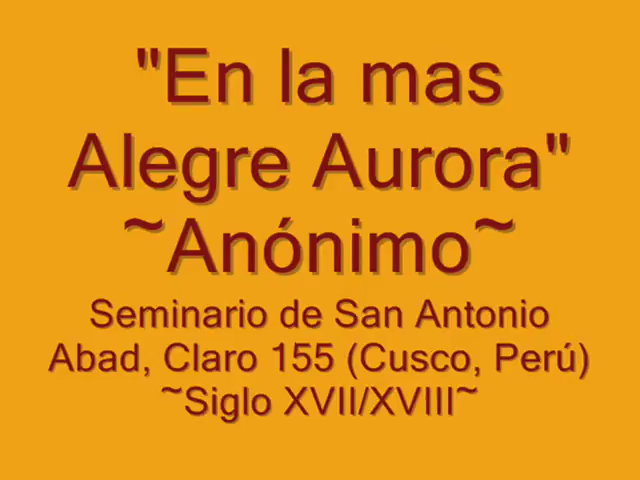 "En la mas
Alegre Aurora"
~Anónimo~
Seminario de San Antonio
Abad, Claro 155 (Cusco, Perú)
~Siglo XVII/XVIII~